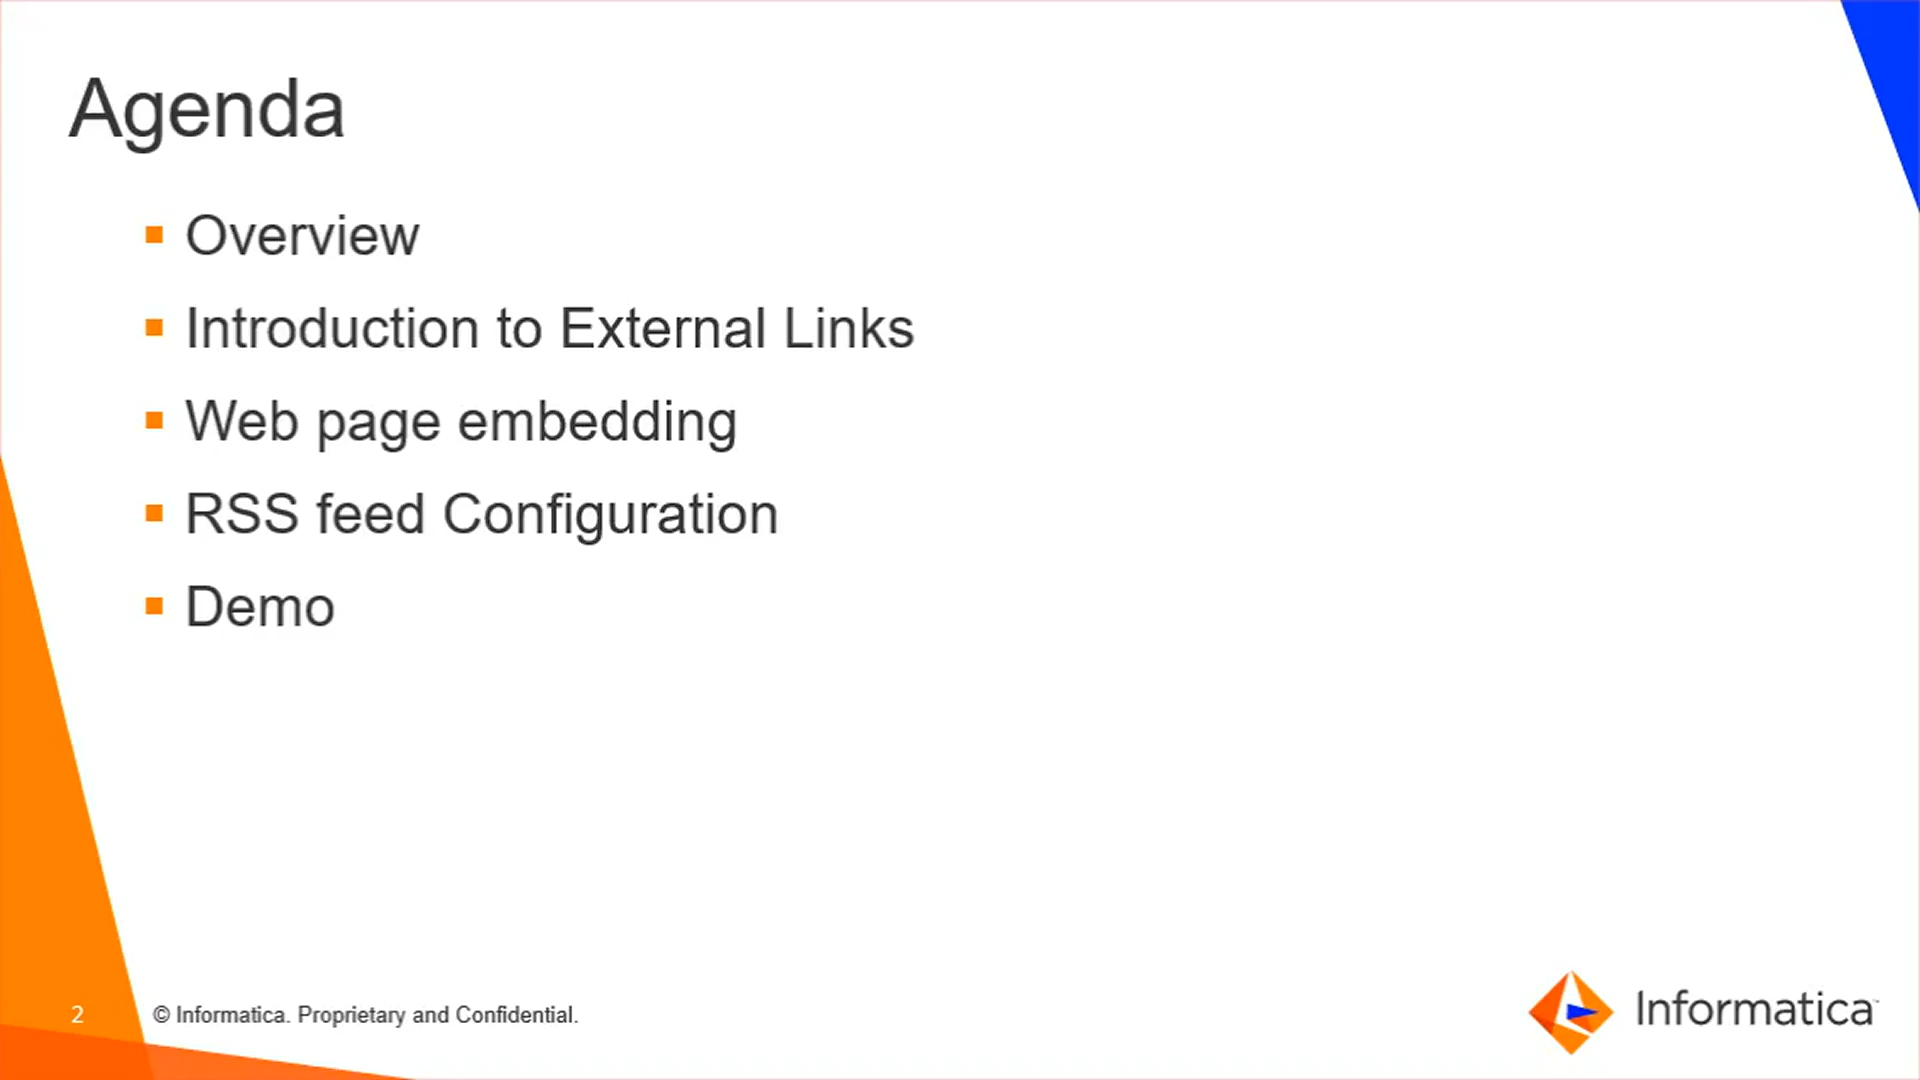 Agenda
Overview
Introduction to External Links
Web page embedding
RSS feed Configuration
Demo
2
© Informatica. Proprietary and Confidential.
Informatica